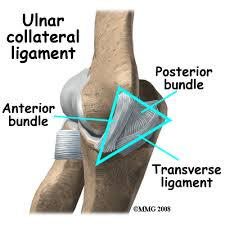 Ulnar
collateral
ligament
Posterior
bundle
Anterior
bundle
Transverse
ligament
©MMG 2008